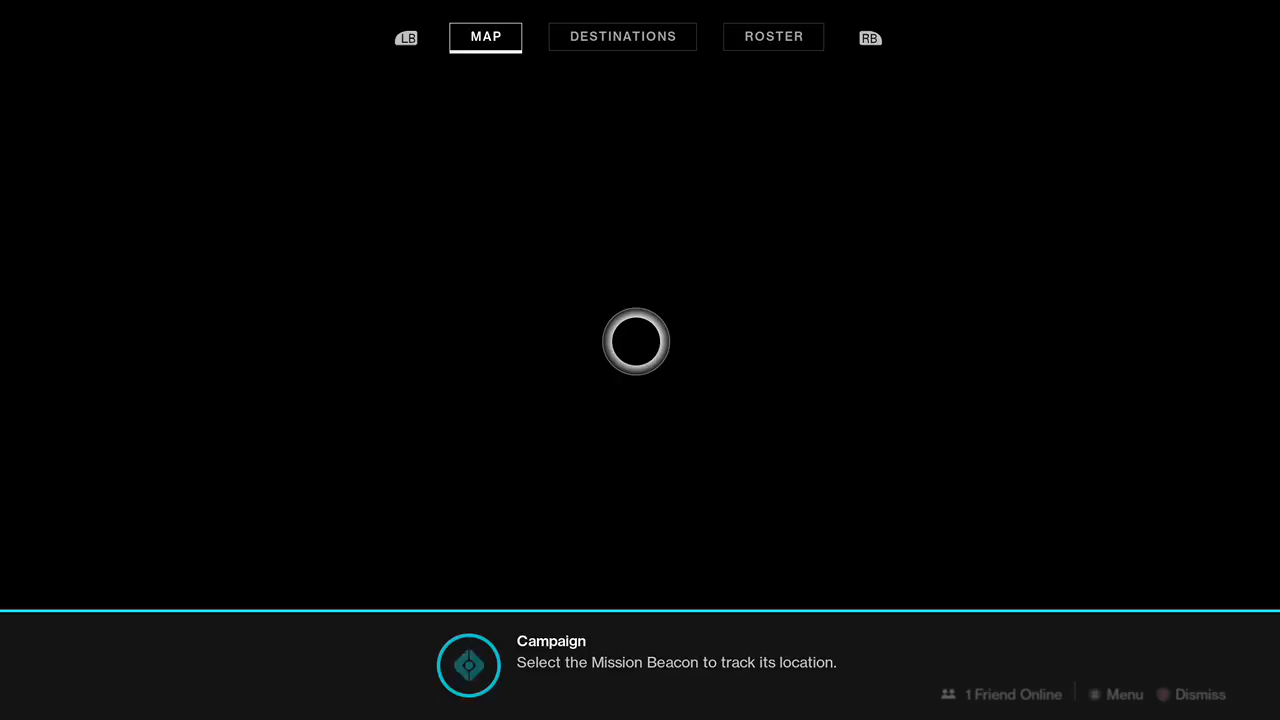 LB
MAP
DESTINATIONS
ROSTER
RB
Campaign
Select the Mission Beacon to track its location.
1 Friend Online
Menu
Dismiss